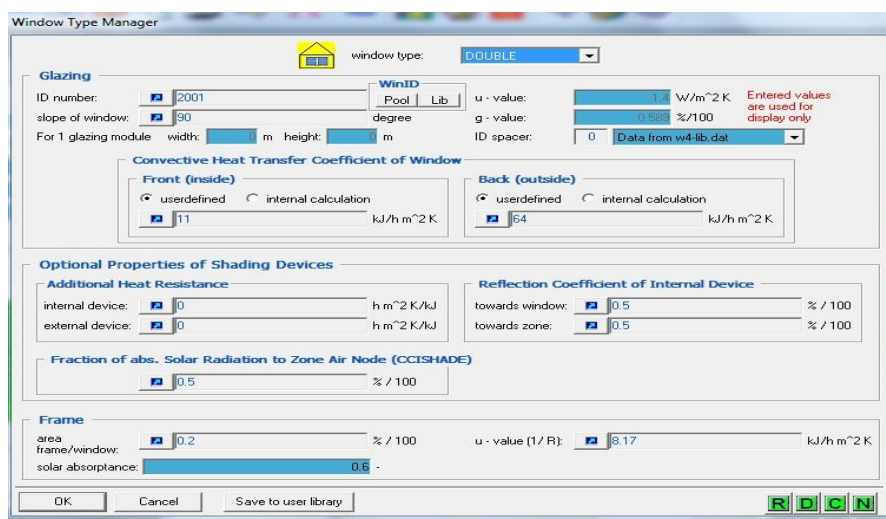 Window Type Manager
window type: DOUBLE
Glazing
WinID
ID number: 2001 Pool Lib u - value: 1.4 W/m^2 K Entered values
slope of window: 90 degree g - value: 0.589 %/100 are used for
display only
For 1 glazing module width: 0 m height: 0 m ID spacer: 0 Data from w4-lib.dat
Convective Heat Transfer Coefficient of Window
Front (inside) Back (outside)
userdefined internal calculation userdefined internal calculation
11 kJ/h m^2 K 64 kJ/h m^2 K
Optional Properties of Shading Devices
Additional Heat Resistance Reflection Coefficient of Internal Device
internal device: 0 h m^2 K/kJ towards window: 0.5 % / 100
external device: 0 h m^2 K/kJ towards zone: 0.5 % / 100
Fraction of abs. Solar Radiation to Zone Air Node (CCISHADE)
0.5 % / 100
Frame
area
frame/window: 0.2 % / 100 u - value (1/ R): 8.17 kJ/h m^2 K
solar absorptance: 0.6 -
OK Cancel Save to user library R D C N